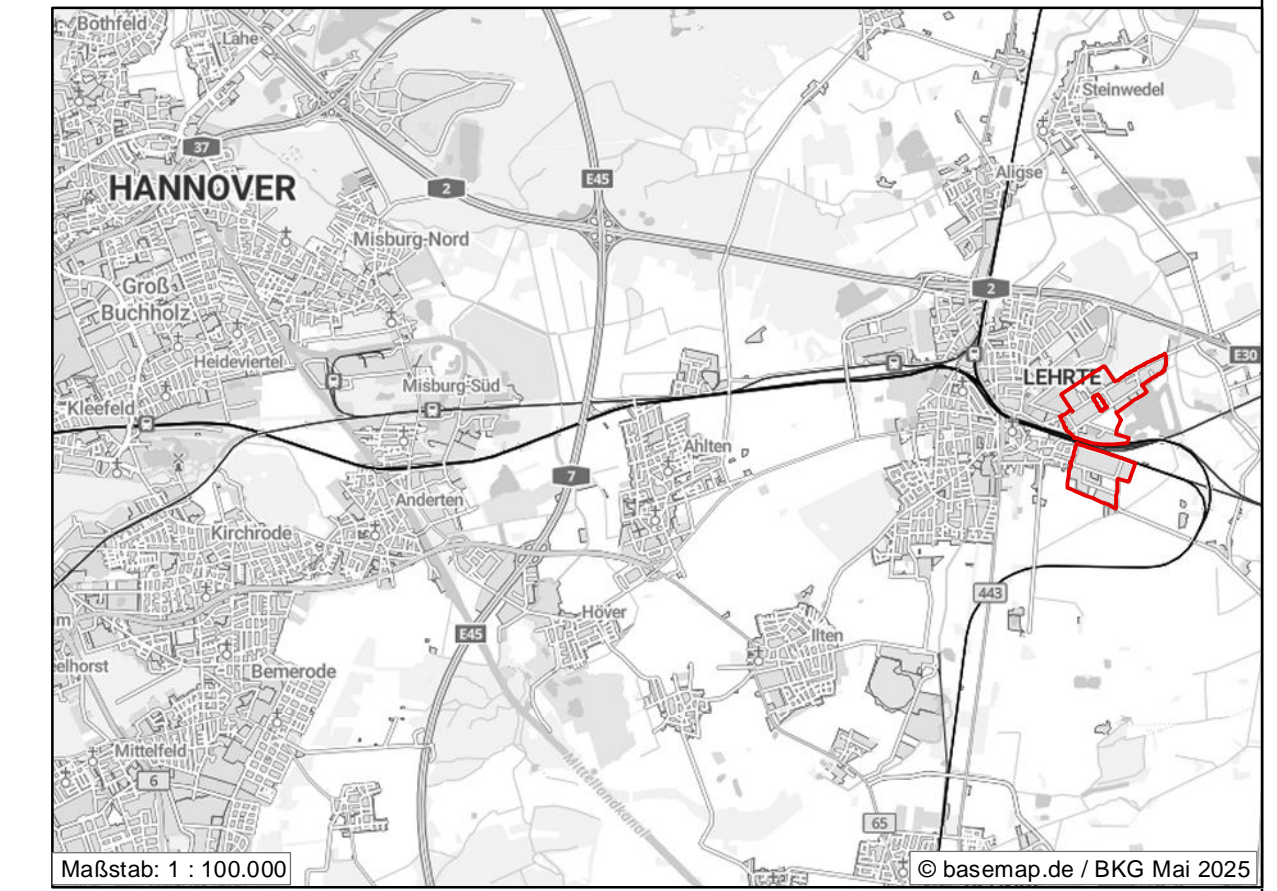 Bothfeld
Lahe
Steinwedel
37
E45
Aligse
HANNOVER
2
Misburg-Nord
Groß
Buchholz
2
Heideviertel
Misburg-Süd
E30
LEHRTE
Kleefeld
Ahlten
7
Anderten
Kirchrode
443
Höver
E45
Ilten
Bemerode
Mittelfeld
6
Mittellandkanal
65
Maßstab: 1 : 100.000
© basemap.de / BKG Mai 2025